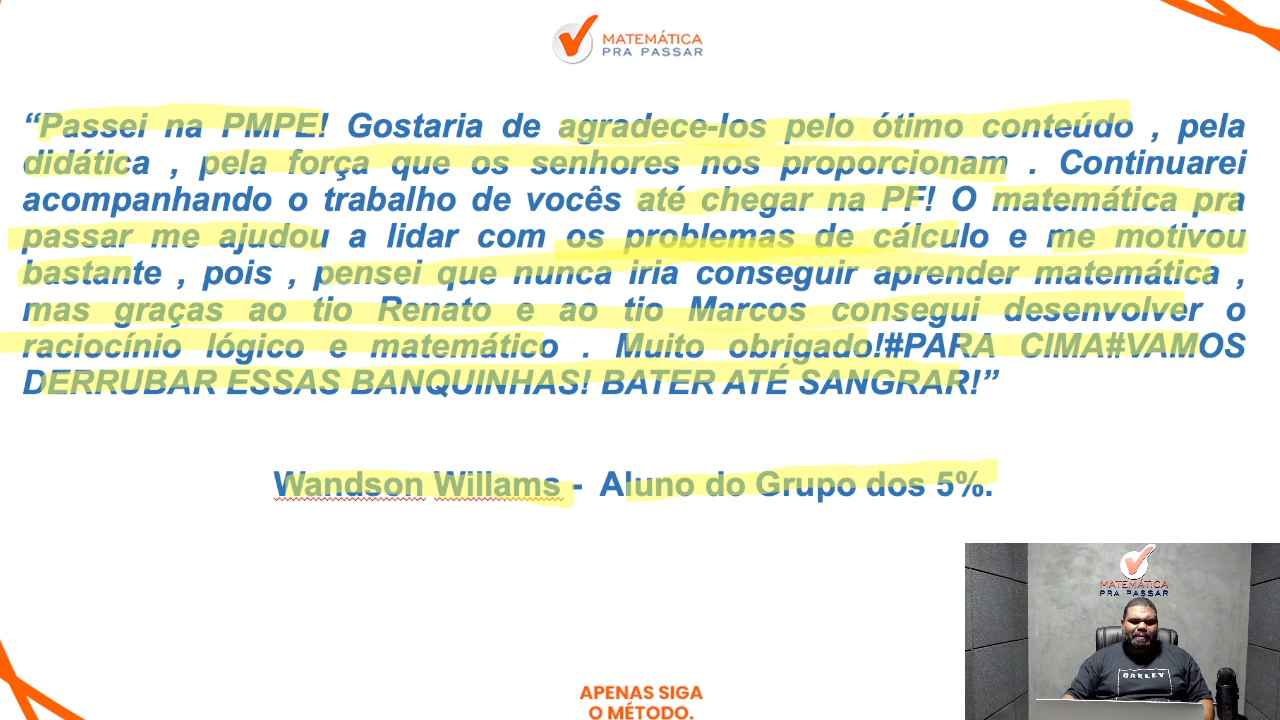 MATEMÁTICA
PRA PASSAR
“Passei na PMPE! Gostaria de agradece-los pelo ótimo conteúdo , pela
didática , pela força que os senhores nos proporcionam . Continuarei
acompanhando o trabalho de vocês até chegar na PF! O matemática pra
passar me ajudou a lidar com os problemas de cálculo e me motivou
bastante , pois , pensei que nunca iria conseguir aprender matemática ,
mas graças ao tio Renato e ao tio Marcos consegui desenvolver o
raciocínio lógico e matemático . Muito obrigado!#PARA CIMA#VAMOS
DERRUBAR ESSAS BANQUINHAS! BATER ATÉ SANGRAR!”
Wandson Willams - Aluno do Grupo dos 5%.
MATEMÁTICA
PRA PASSAR
OAKLEY
APENAS SIGA
O MÉTODO.